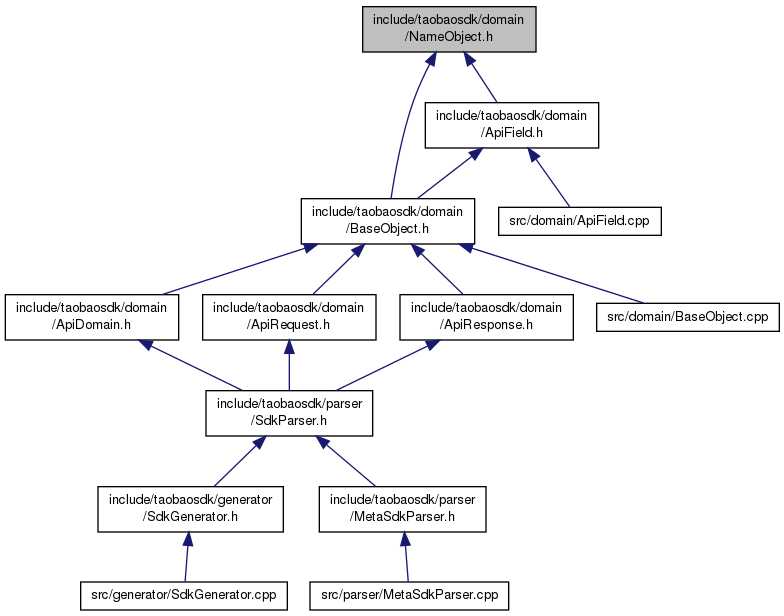 include/taobaosdk/domain
/NameObject.h
include/taobaosdk/domain
/ApiField.h
include/taobaosdk/domain
/BaseObject.h
src/domain/ApiField.cpp
include/taobaosdk/domain
/ApiDomain.h
include/taobaosdk/domain
/ApiRequest.h
include/taobaosdk/domain
/ApiResponse.h
src/domain/BaseObject.cpp
include/taobaosdk/parser
/SdkParser.h
include/taobaosdk/generator
/SdkGenerator.h
include/taobaosdk/parser
/MetaSdkParser.h
src/generator/SdkGenerator.cpp
src/parser/MetaSdkParser.cpp